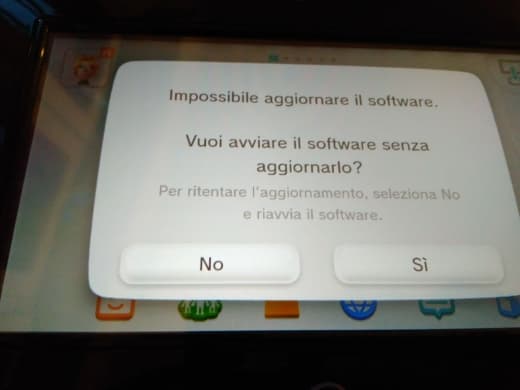 Impossibile aggiornare il software.
Vuoi avviare il software senza
aggiornarlo?
Per ritentare l'aggiornamento, seleziona No
e riavvia il software.
No
Sì